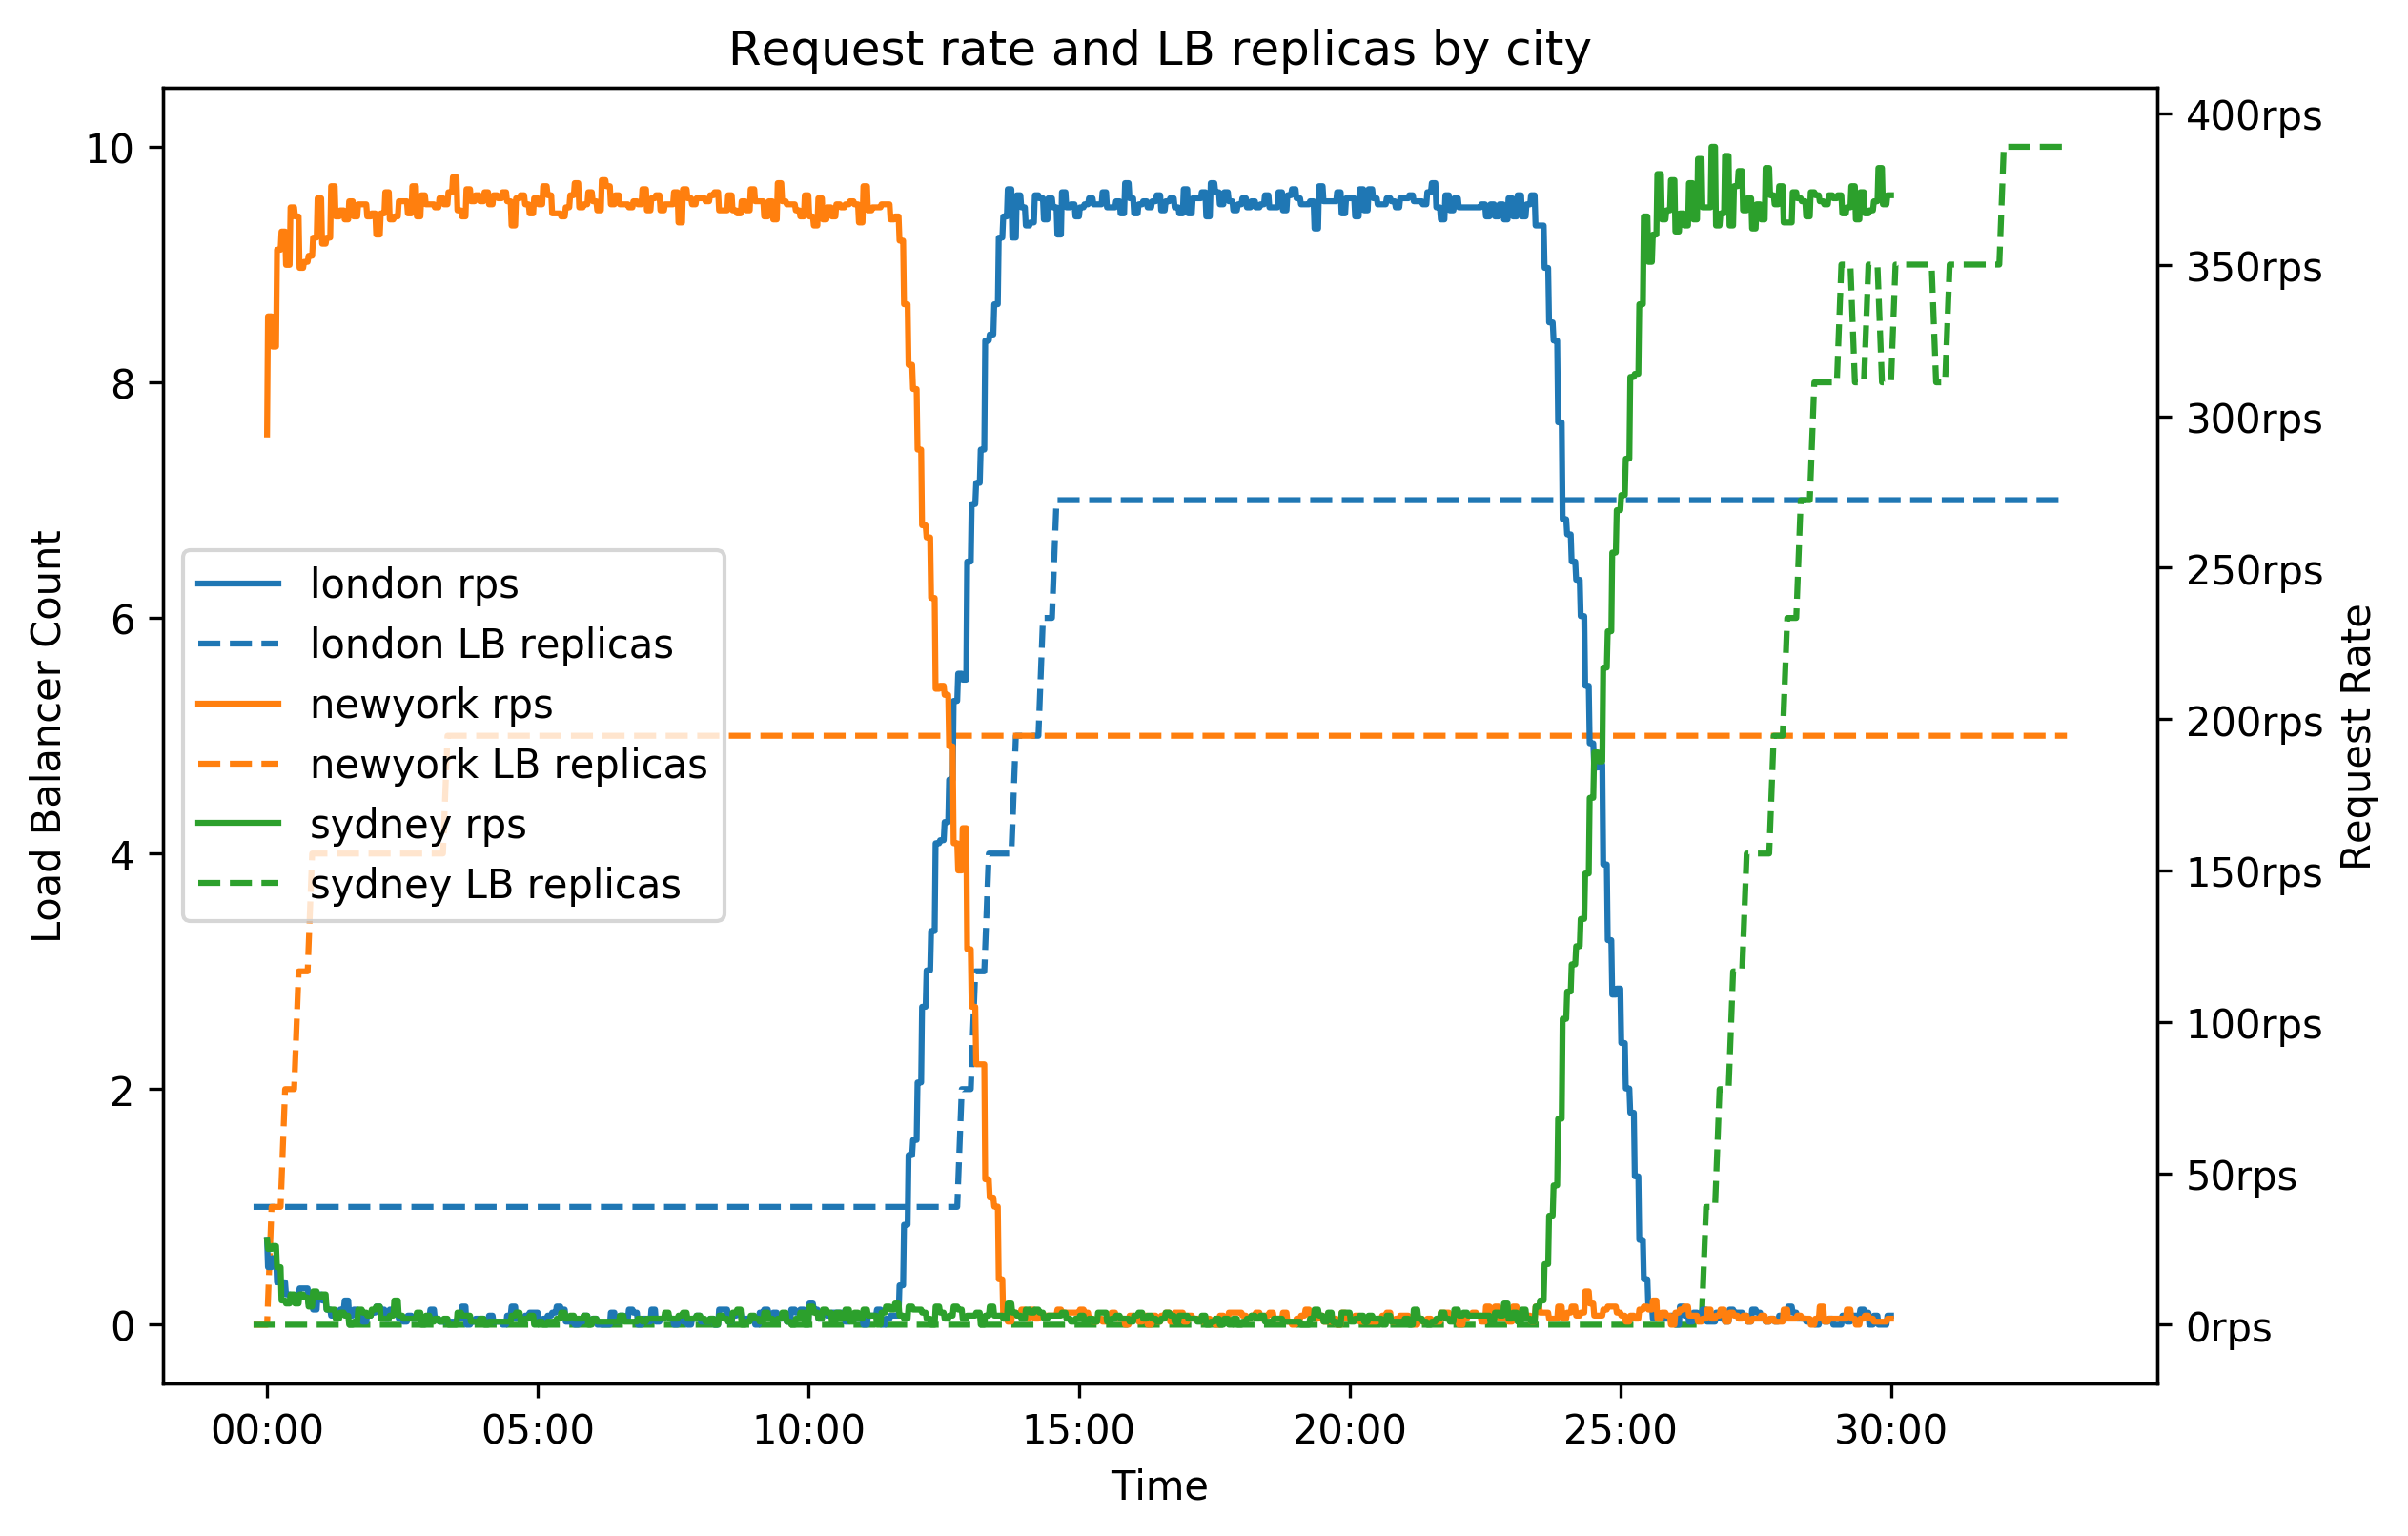 Request rate and LB replicas by city
10
8
6
4
2
0
Load Balancer Count
london rps
london LB replicas
newyork rps
newyork LB replicas
sydney rps
sydney LB replicas
400rps
350rps
300rps
250rps
200rps
150rps
100rps
50rps
0rps
Request Rate
00:00 05:00 10:00 15:00 20:00 25:00 30:00
Time